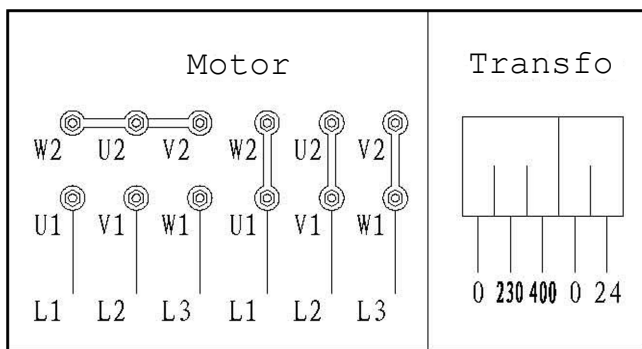 Motor Transfo
W2 U2 V2 W2 U2 V2
U1 V1 W1 U1 V1 W1
0 230 400 0 24
L1 L2 L3 L1 L2 L3